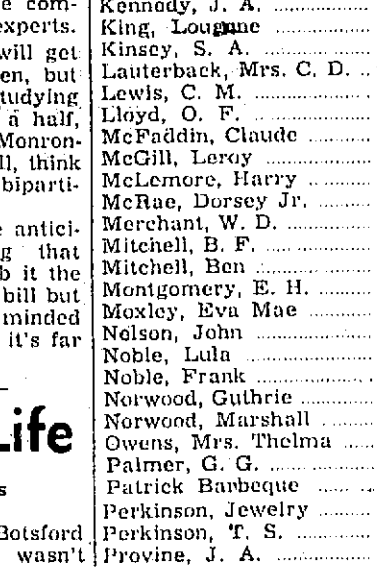 e com-
experts.
will get
en, but
tudying
a half,
Monron-
ll, think
biparti-
e antici-
g that
b it the
bill but
minded
it's far
Life
s
Botsford
wasn't
Kennedy, J. A. ..............
King, Lougune ..............
Kinsey, S. A. ..............
Lauterback, Mrs. C. D. ..
Lewis, C. M. ..............
Lloyd, O. F. ..............
McFaddin, Claude ..........
McGill, Leroy ..............
McLemore, Harry ..........
McRae, Dorsey Jr. ..........
Merchant, W. D. ..........
Mitchell, B. F. ..............
Mitchell, Ben ..............
Montgomery, E. H. ..........
Moxley, Eva Mae ..........
Nelson, John ..............
Noble, Lula ..............
Noble, Frank ..............
Norwood, Guthrie ..........
Norwood, Marshall ........
Owens, Mrs. Thelma ......
Palmer, G. G. ..............
Patrick Barbeque ..........
Perkinson, Jewelry ........
Perkinson, T. S. ..........
Provine, J. A. ..............